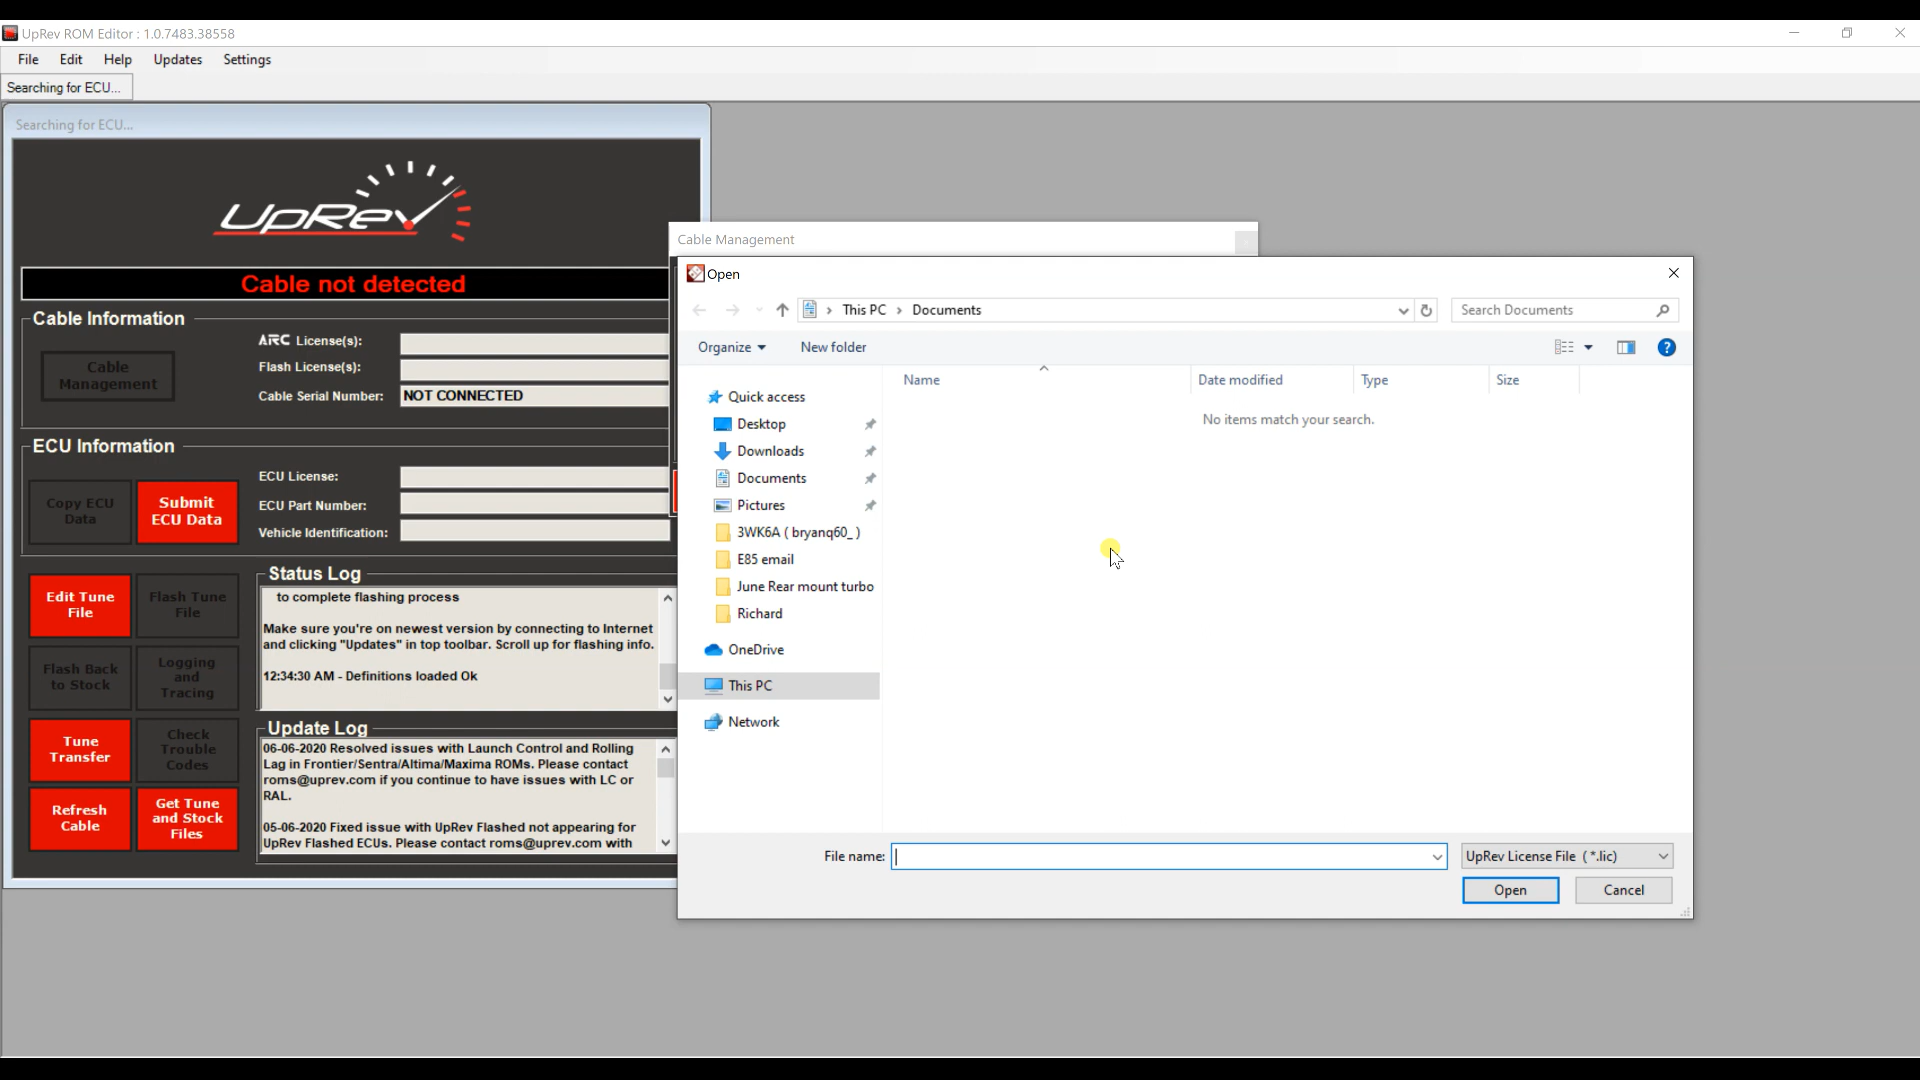 UpRev ROM Editor : 1.0.7483.38558
File Edit Help Updates Settings
Searching for ECU...
Searching for ECU...
UpRev
Cable not detected
Cable Information
Cable
Management
ARC License(s):
Flash License(s):
Cable Serial Number: NOT CONNECTED
ECU Information
Copy ECU
Data
Submit
ECU Data
ECU License:
ECU Part Number:
Vehicle Identification:
Edit Tune
File
Flash Tune
File
Flash Back
to Stock
Logging
and
Tracing
Tune
Transfer
Check
Trouble
Codes
Refresh
Cable
Get Tune
and Stock
Files
Status Log
to complete flashing process
Make sure you're on newest version by connecting to Internet
and clicking "Updates" in top toolbar. Scroll up for flashing info.
12:34:30 AM - Definitions loaded Ok
Update Log
06-06-2020 Resolved issues with Launch Control and Rolling
Lag in Frontier/Sentra/Altima/Maxima ROMs. Please contact
roms@uprev.com if you continue to have issues with LC or
RAL.
05-06-2020 Fixed issue with UpRev Flashed not appearing for
UpRev Flashed ECUs. Please contact roms@uprev.com with
Cable Management
Open
This PC › Documents
Search Documents
Organize New folder
Name Date modified Type Size
No items match your search.
Quick access
Desktop
Downloads
Documents
Pictures
3WK6A ( bryanq60_ )
E85 email
June Rear mount turbo
Richard
OneDrive
This PC
Network
File name:
UpRev License File ( *.lic)
Open Cancel